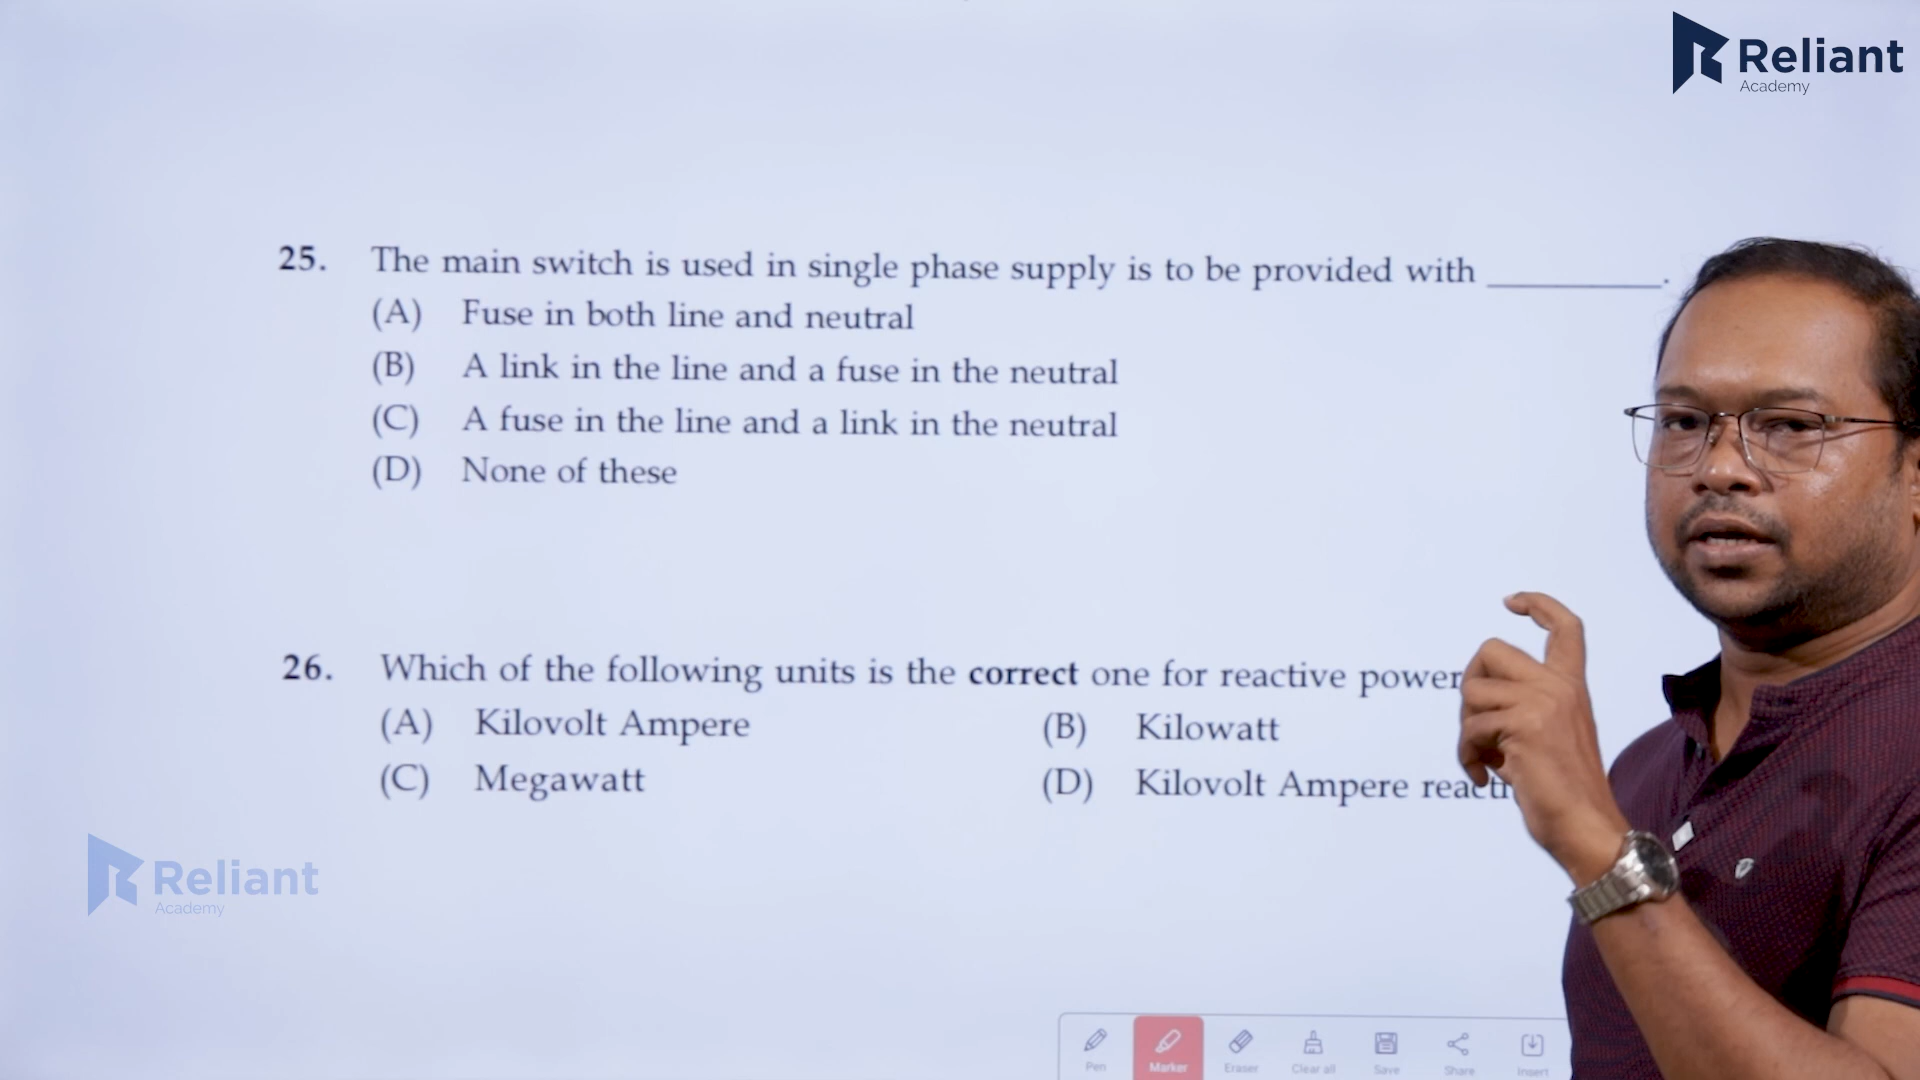 Reliant
Academy
25. The main switch is used in single phase supply is to be provided with __________.
(A) Fuse in both line and neutral
(B) A link in the line and a fuse in the neutral
(C) A fuse in the line and a link in the neutral
(D) None of these
26. Which of the following units is the correct one for reactive power
(A) Kilovolt Ampere (B) Kilowatt
(C) Megawatt (D) Kilovolt Ampere
Reliant
Academy
Pen Marker Eraser Clear all Save Share Insert